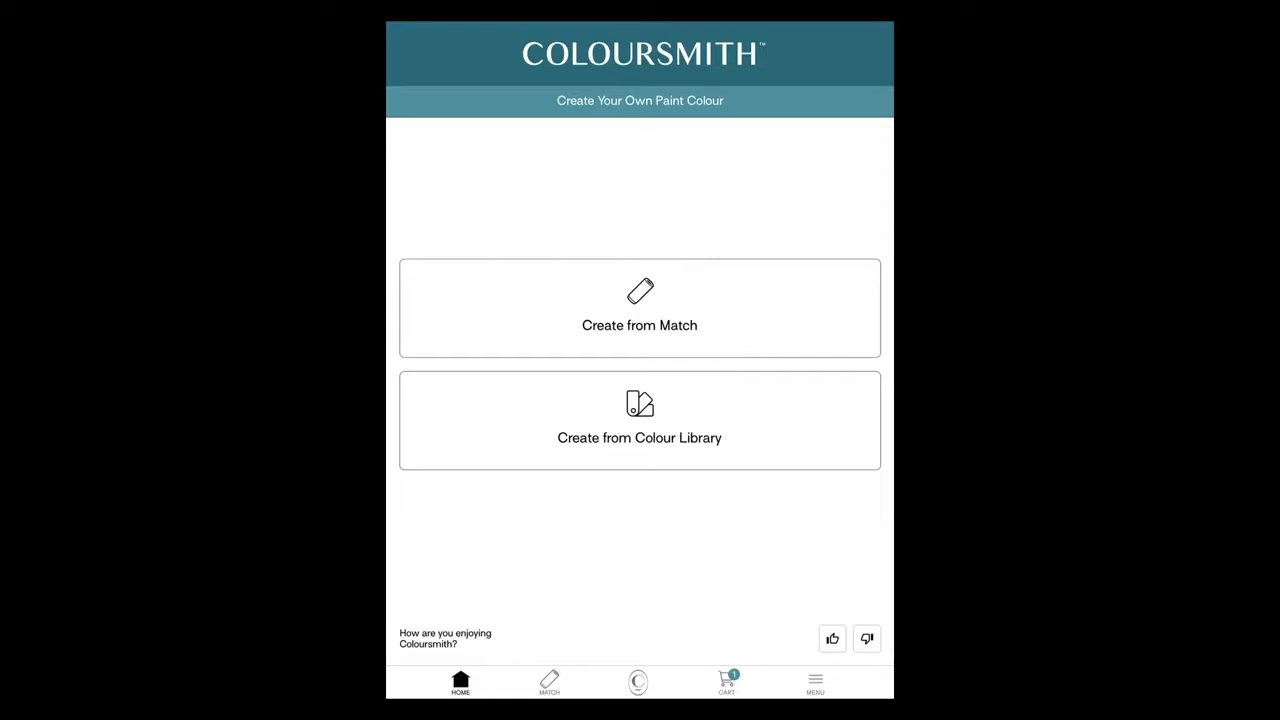 COLOURSMITH™
Create Your Own Paint Colour
Create from Match
Create from Colour Library
How are you enjoying
Coloursmith?
1
HOME
MATCH
C
CART
MENU